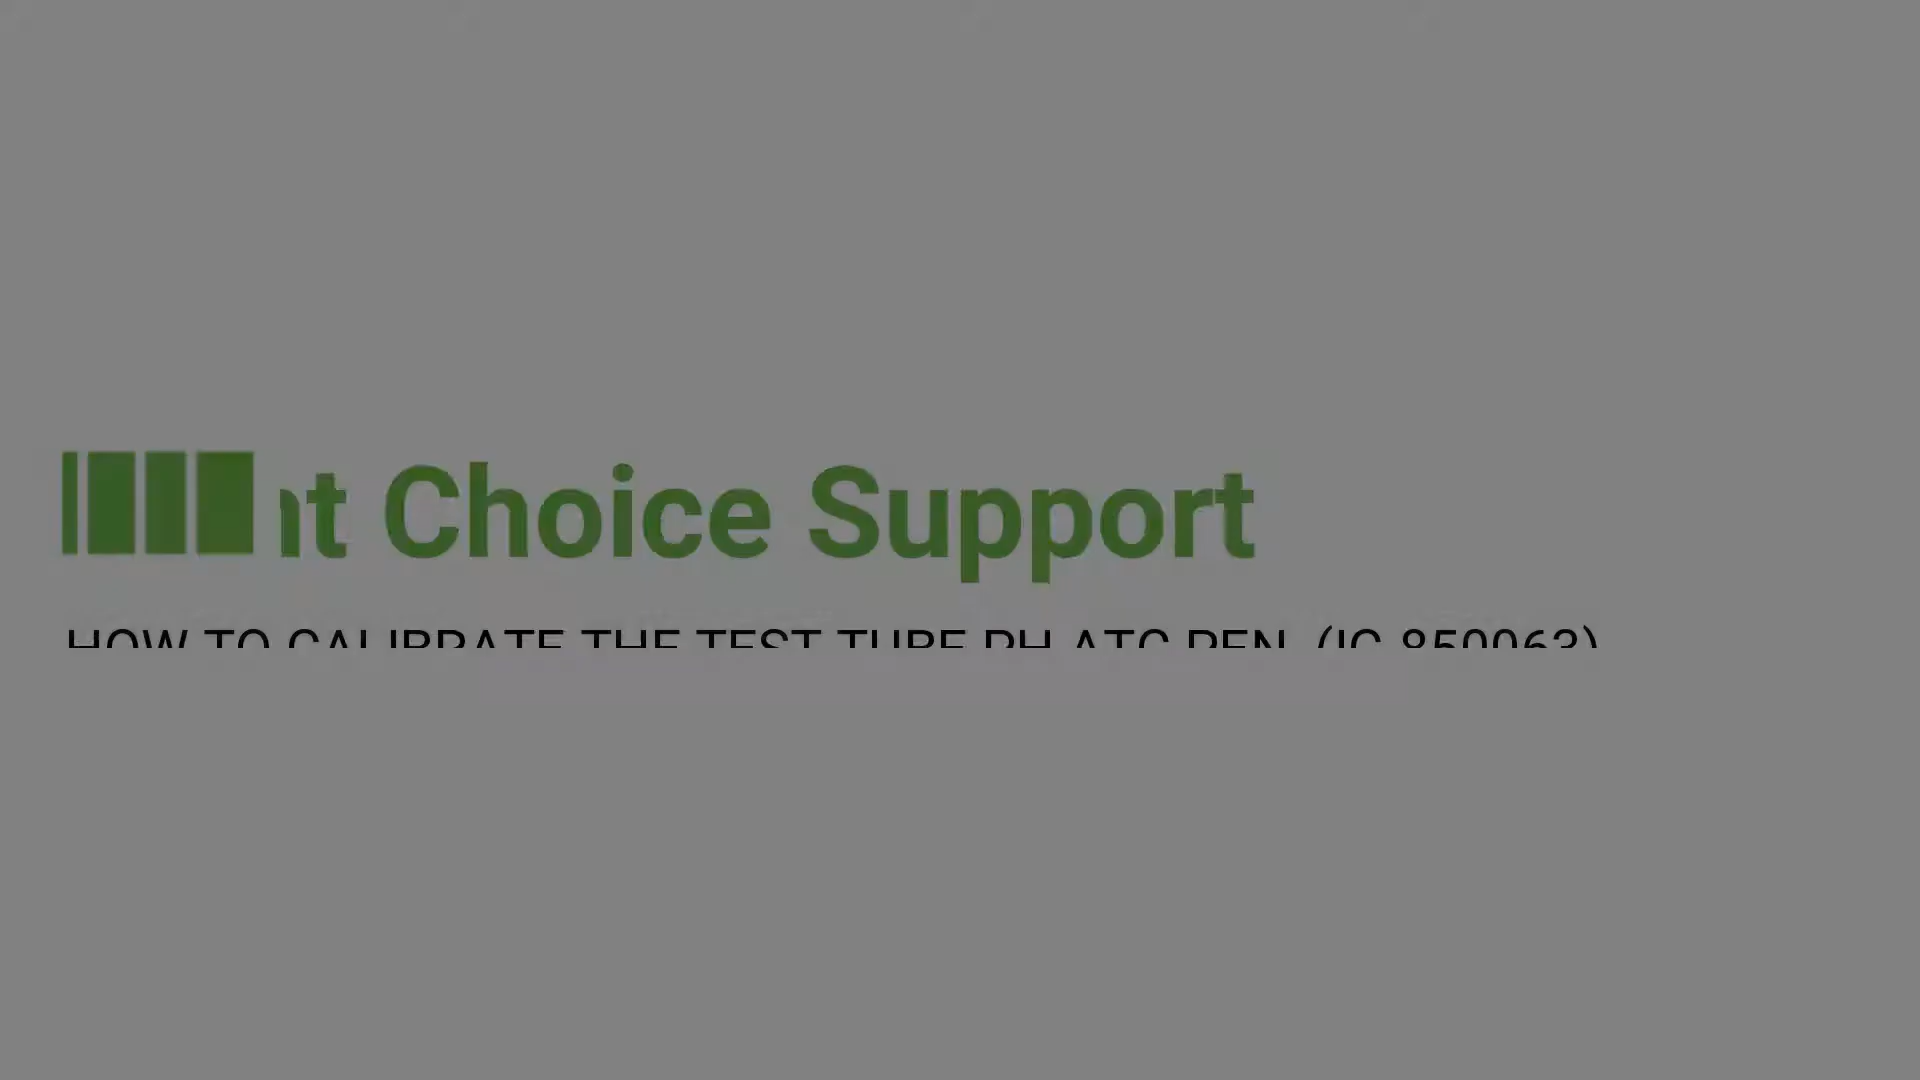 Choice Support
HOW TO CALIBRATE THE TEST TUBE PH ATC PEN (IC 850063)